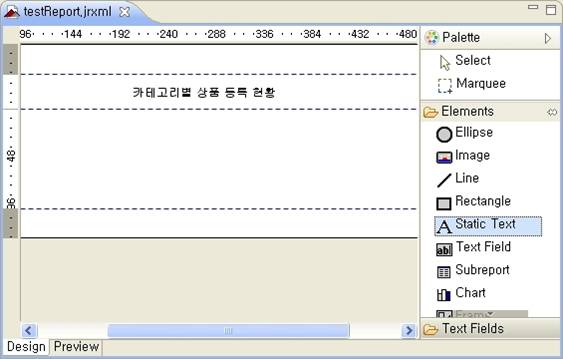 testReport.jrxml
96 144 192 240 288 336 384 432 480
Palette
Select
Marquee
카테고리별 상품 등록 현황
Elements
Ellipse
Image
48
Line
Rectangle
96
Static Text
Text Field
Subreport
Chart
Frame
Text Fields
Design Preview